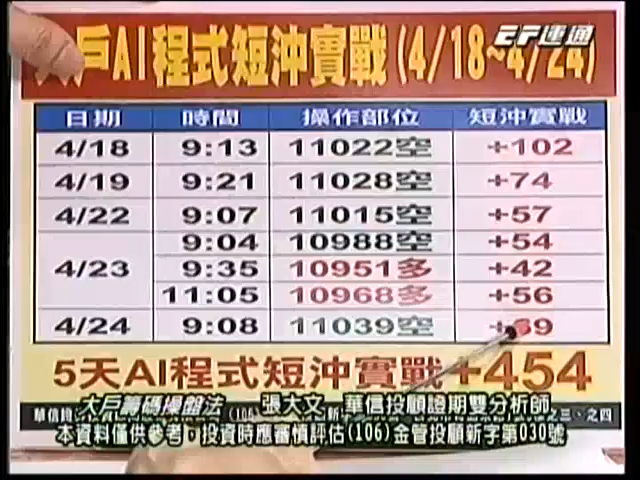 EF運通
大戶AI程式短沖實戰(4/18~4/24)
日期 時間 操作部位 短沖實戰
4/18 9:13 11022空 +102
4/19 9:21 11028空 +74
4/22 9:07 11015空 +57
9:04 10988空 +54
4/23 9:35 10951多 +42
11:05 10968多 +56
4/24 9:08 11039空 +69
5天AI程式短沖實戰+454
大戶籌碼操盤法 張大文 華信投顧證期雙分析師
本資料僅供參考，投資時應審慎評估(106)金管投顧新字第030號